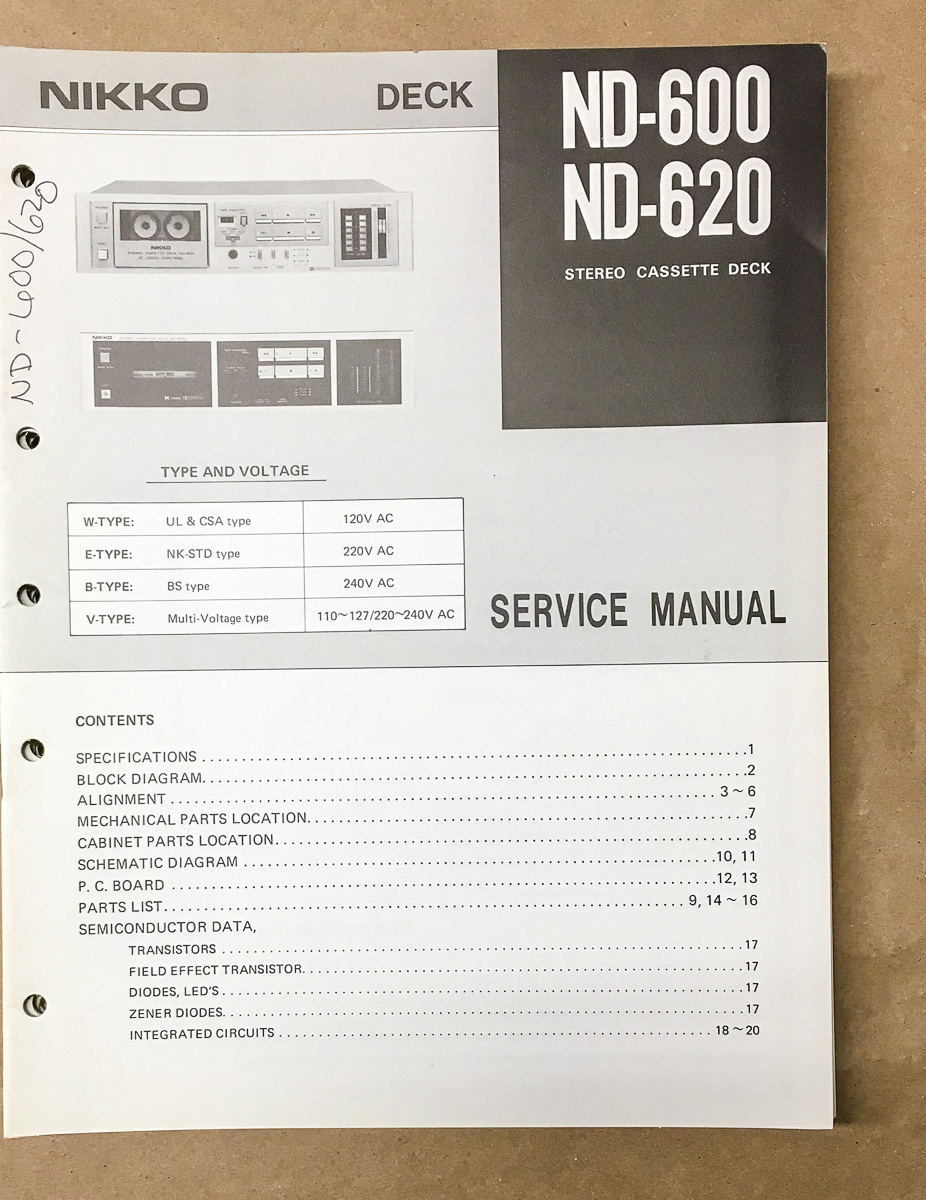 NIKKO
DECK
ND-600
ND-620
STEREO CASSETTE DECK
ND-600/620
NIKKO
NIKKO
TYPE AND VOLTAGE
W-TYPE: UL & CSA type 120V AC
E-TYPE: NK-STD type 220V AC
B-TYPE: BS type 240V AC
V-TYPE: Multi-Voltage type 110~127/220~240V AC
SERVICE MANUAL
CONTENTS
SPECIFICATIONS . . . . . . . . . . . . . . . . . . . . 1
BLOCK DIAGRAM. . . . . . . . . . . . . . . . . . . . 2
ALIGNMENT . . . . . . . . . . . . . . . . . . . . 3 ~ 6
MECHANICAL PARTS LOCATION. . . . . . . . . . . . . . . . . . . . 7
CABINET PARTS LOCATION. . . . . . . . . . . . . . . . . . . . 8
SCHEMATIC DIAGRAM . . . . . . . . . . . . . . . . . . . . 10, 11
P. C. BOARD . . . . . . . . . . . . . . . . . . . . 12, 13
PARTS LIST. . . . . . . . . . . . . . . . . . . . 9, 14 ~ 16
SEMICONDUCTOR DATA,
TRANSISTORS . . . . . . . . . . . . . . . . . . . . 17
FIELD EFFECT TRANSISTOR. . . . . . . . . . . . . . . . . . . . 17
DIODES, LED'S . . . . . . . . . . . . . . . . . . . . 17
ZENER DIODES. . . . . . . . . . . . . . . . . . . . 17
INTEGRATED CIRCUITS . . . . . . . . . . . . . . . . . . . . 18 ~ 20